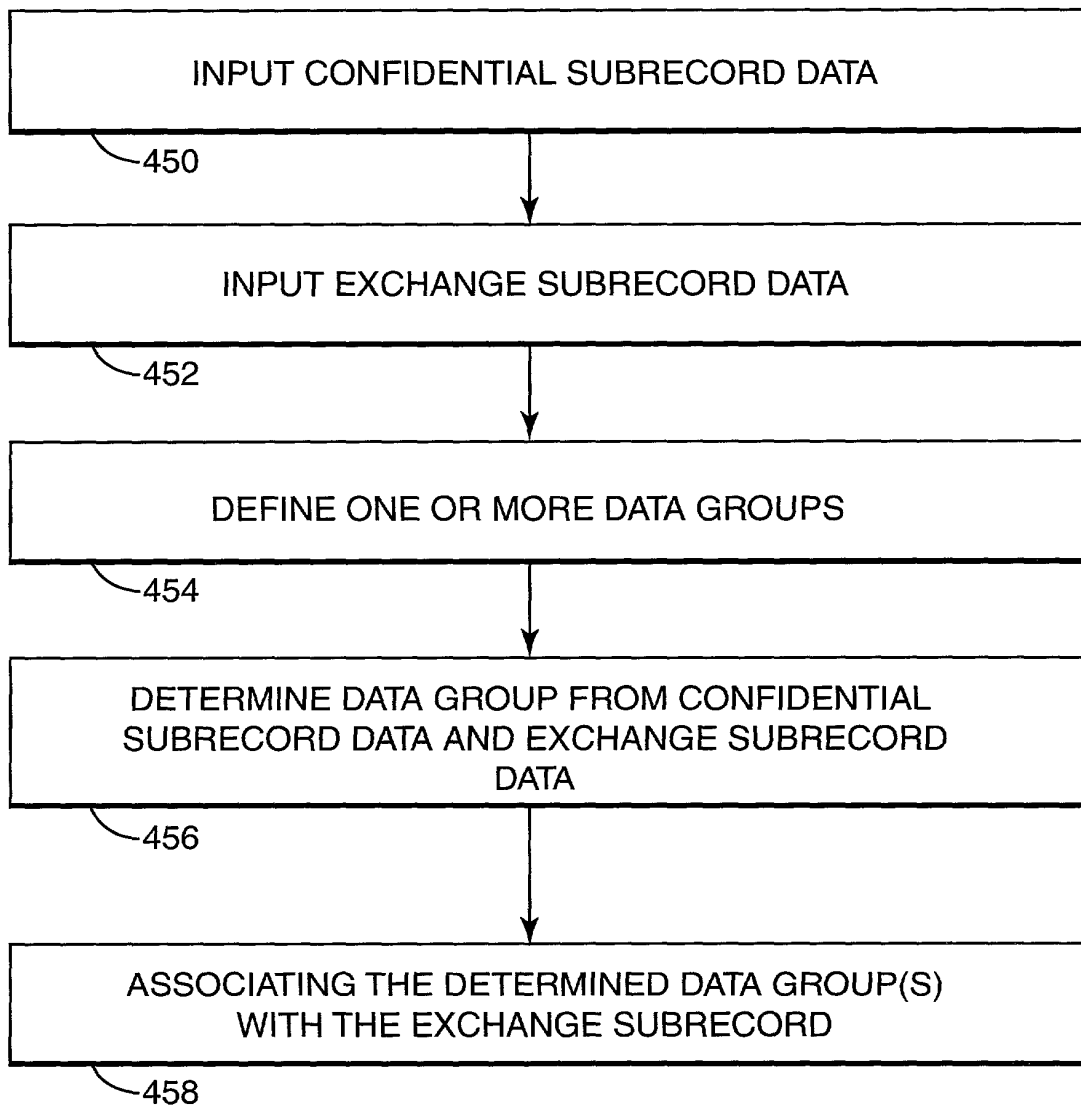 INPUT CONFIDENTIAL SUBRECORD DATA
450
INPUT EXCHANGE SUBRECORD DATA
452
DEFINE ONE OR MORE DATA GROUPS
454
DETERMINE DATA GROUP FROM CONFIDENTIAL
SUBRECORD DATA AND EXCHANGE SUBRECORD
DATA
456
ASSOCIATING THE DETERMINED DATA GROUP(S)
WITH THE EXCHANGE SUBRECORD
458